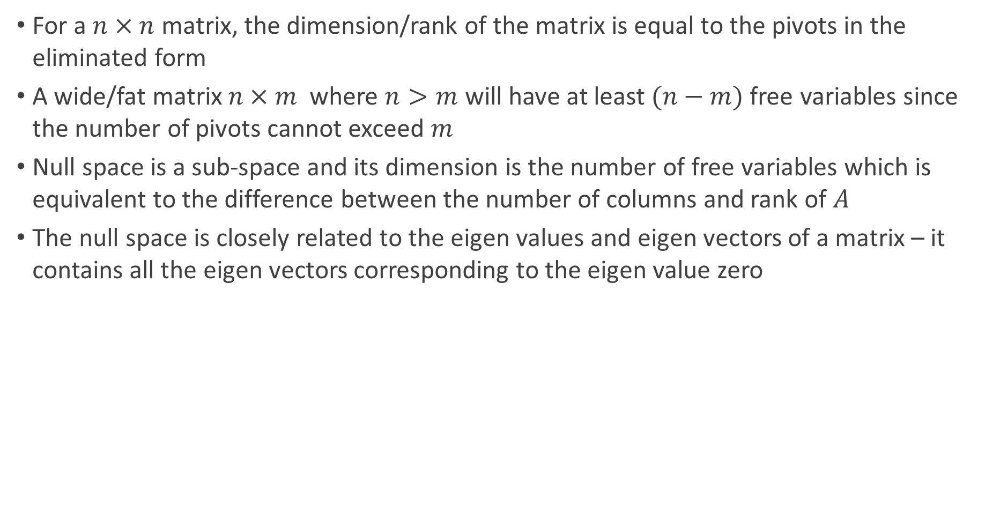 • For a n × n matrix, the dimension/rank of the matrix is equal to the pivots in the
eliminated form
• A wide/fat matrix n × m where n > m will have at least (n − m) free variables since
the number of pivots cannot exceed m
• Null space is a sub-space and its dimension is the number of free variables which is
equivalent to the difference between the number of columns and rank of A
• The null space is closely related to the eigen values and eigen vectors of a matrix – it
contains all the eigen vectors corresponding to the eigen value zero